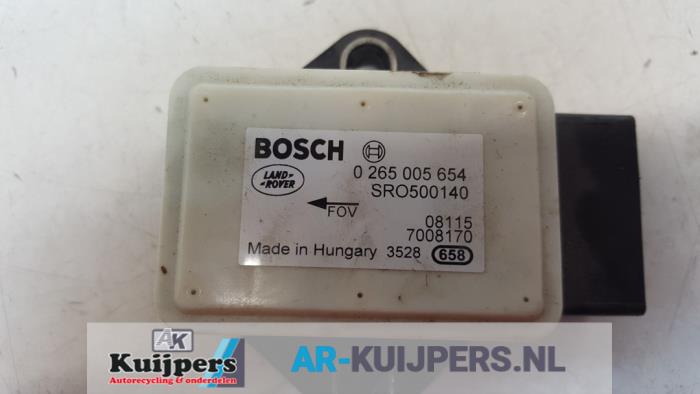 BOSCH
0 265 005 654
LAND-
-ROVER
SRO500140
FOV
08115
7008170
Made in Hungary 3528 658
AK
Kuijpers
Autorecycling & onderdelen
AR-KUIJPERS.NL